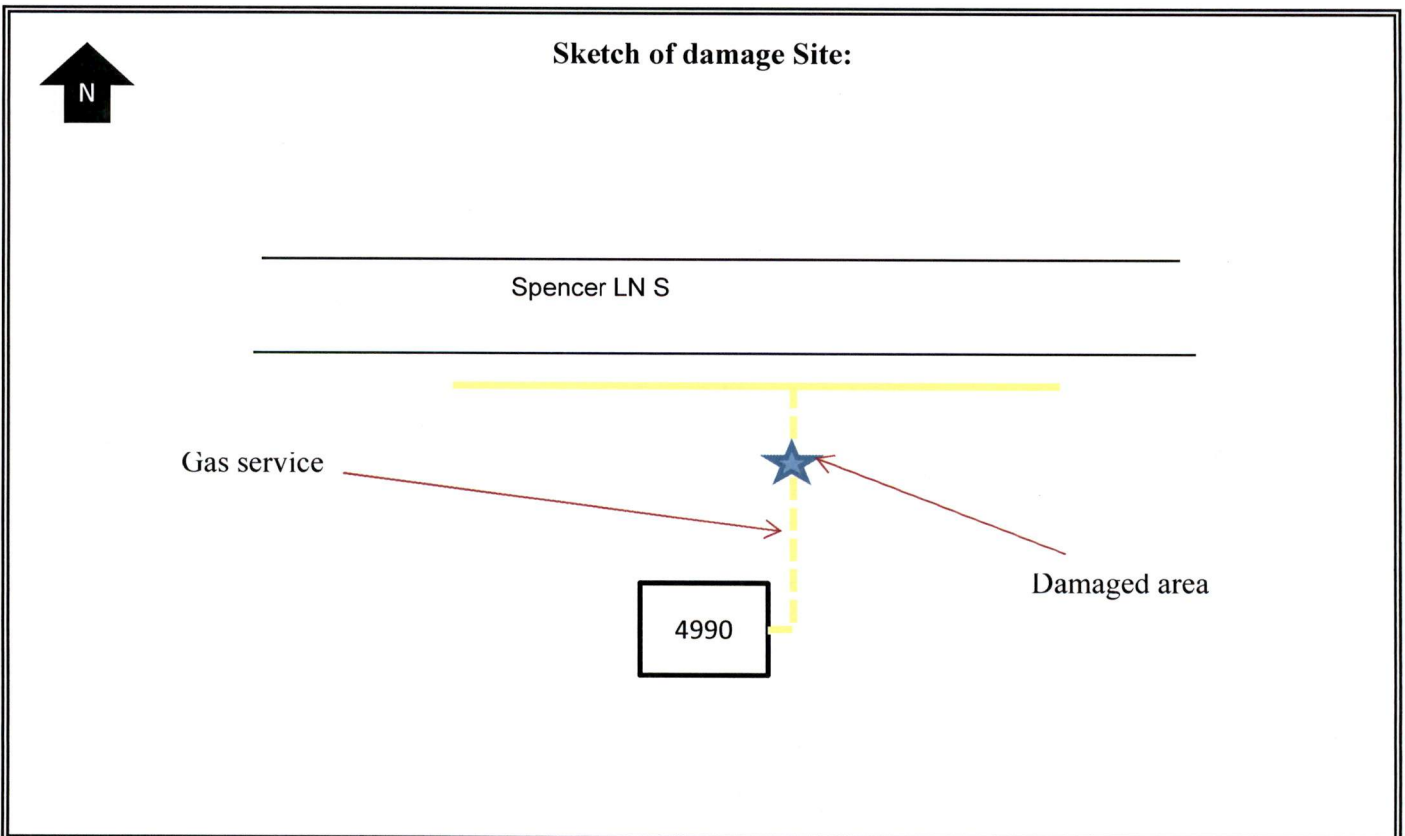 Sketch of damage Site:
N
Spencer LN S
Gas service
Damaged area
4990